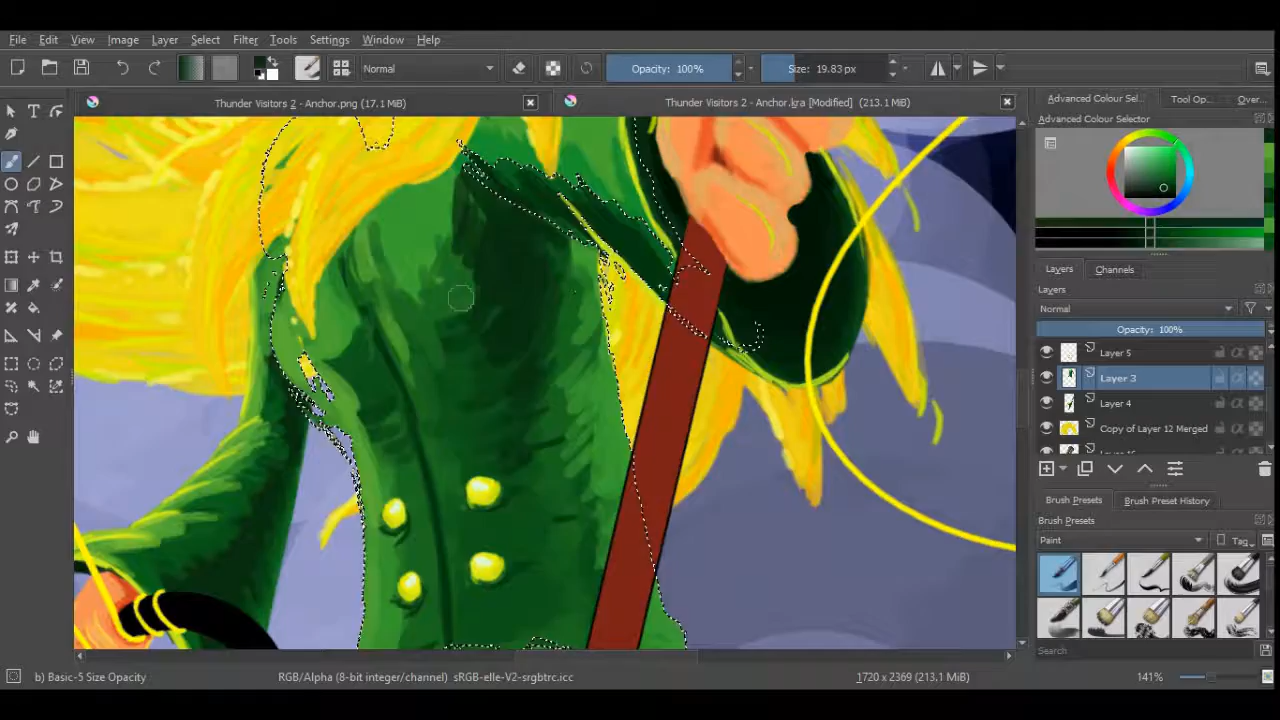 File Edit View Image Layer Select Filter Tools Settings Window Help
Normal Opacity: 100% Size: 19.83 px
Thunder Visitors 2 - Anchor.png (17.1 MiB) Thunder Visitors 2 - Anchor.kra [Modified] (213.1 MiB)
Advanced Colour Sel... Tool Op... Over...
Advanced Colour Selector
Layers Channels
Layers
Normal
Opacity: 100%
Layer 5
Layer 3
Layer 4
Copy of Layer 12 Merged
Brush Presets Brush Preset History
Brush Presets
Paint Tag
Search
b) Basic-5 Size Opacity RGB/Alpha (8-bit integer/channel) sRGB-elle-V2-srgbtrc.icc 1720 x 2369 (213.1 MiB) 141%